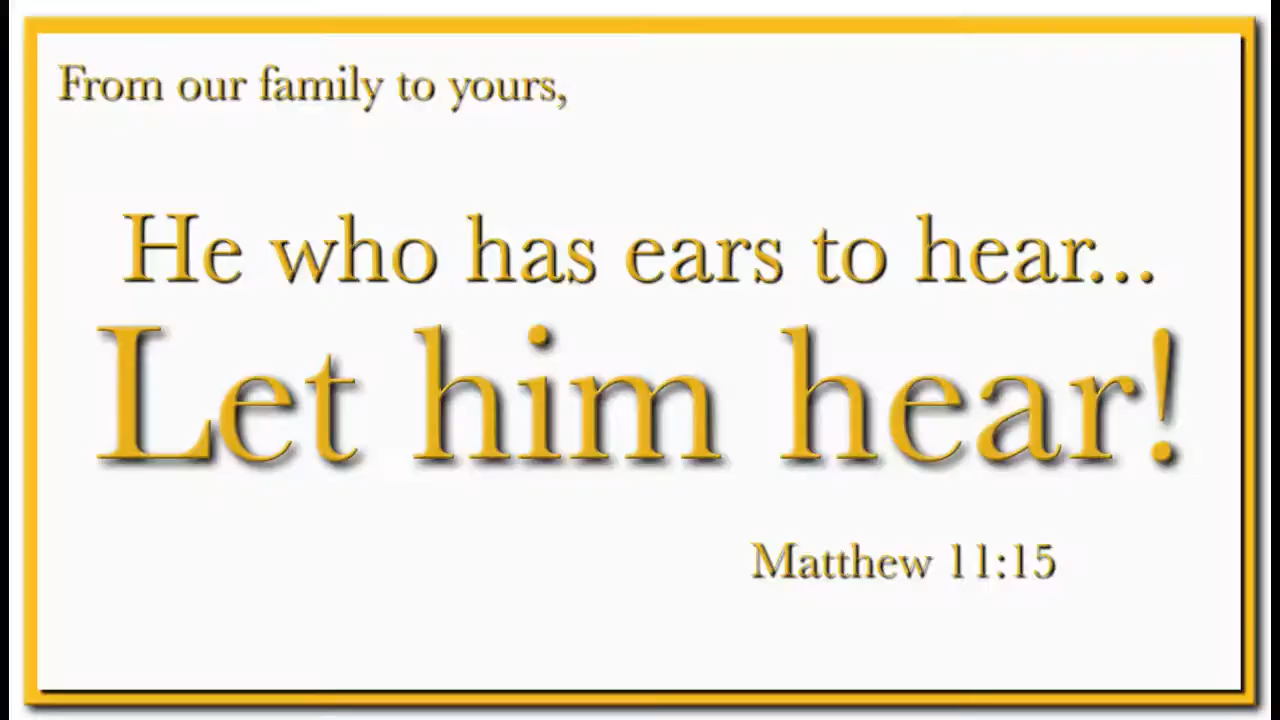 From our family to yours,
He who has ears to hear...
Let him hear!
Matthew 11:15